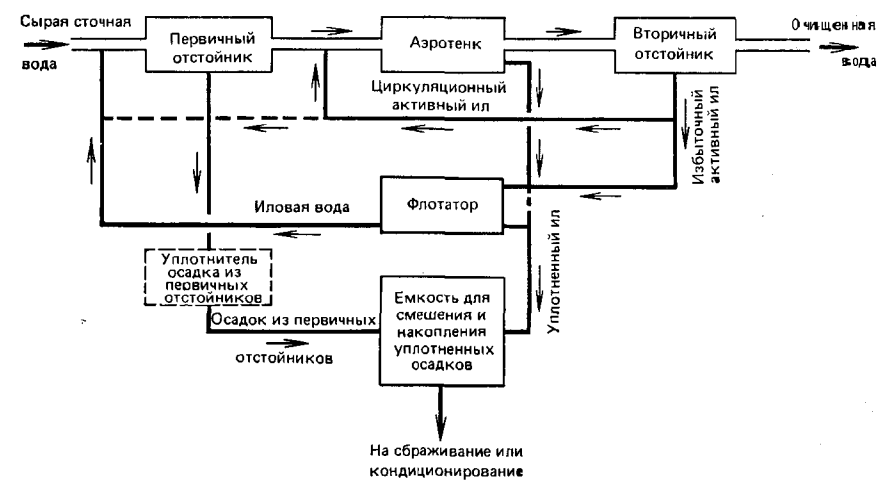 Сырая сточная
вода
Первичный
отстойник
Аэротенк
Вторичный
отстойник
Очищенная
вода
Циркуляционный
активный ил
Избыточный
активный ил
Иловая вода
Флотатор
Уплотненный ил
Уплотнитель
осадка из
первичных
отстойников
Осадок из первичных
отстойников
Емкость для
смешения и
накопления
уплотненных
осадков
На сбраживание или
кондиционирование